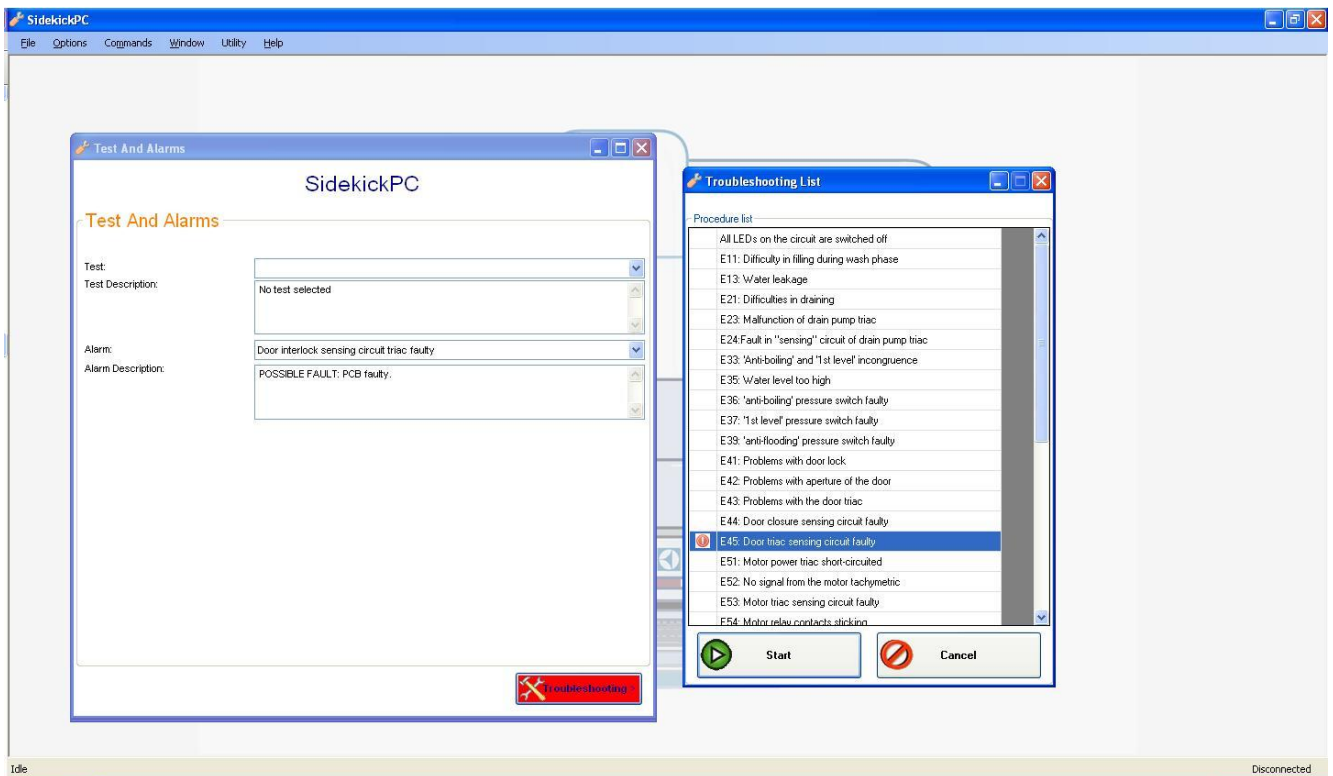 SidekickPC
File Options Commands Window Utility Help
Test And Alarms
SidekickPC
Test And Alarms
Test:
Test Description:
No test selected
Alarm:
Door interlock sensing circuit triac faulty
Alarm Description:
POSSIBLE FAULT: PCB faulty.
Troubleshooting >
Troubleshooting List
Procedure list
All LEDs on the circuit are switched off
E11: Difficulty in filling during wash phase
E13: Water leakage
E21: Difficulties in draining
E23: Malfunction of drain pump triac
E24:Fault in "sensing" circuit of drain pump triac
E33: 'Anti-boiling' and '1st level' incongruence
E35: Water level too high
E36: 'anti-boiling' pressure switch faulty
E37: '1st level' pressure switch faulty
E39: 'anti-flooding' pressure switch faulty
E41: Problems with door lock
E42: Problems with aperture of the door
E43: Problems with the door triac
E44: Door closure sensing circuit faulty
E45: Door triac sensing circuit faulty
E51: Motor power triac short-circuited
E52: No signal from the motor tachymetric
E53: Motor triac sensing circuit faulty
E54: Motor relay contacts sticking
Start
Cancel
Idle
Disconnected